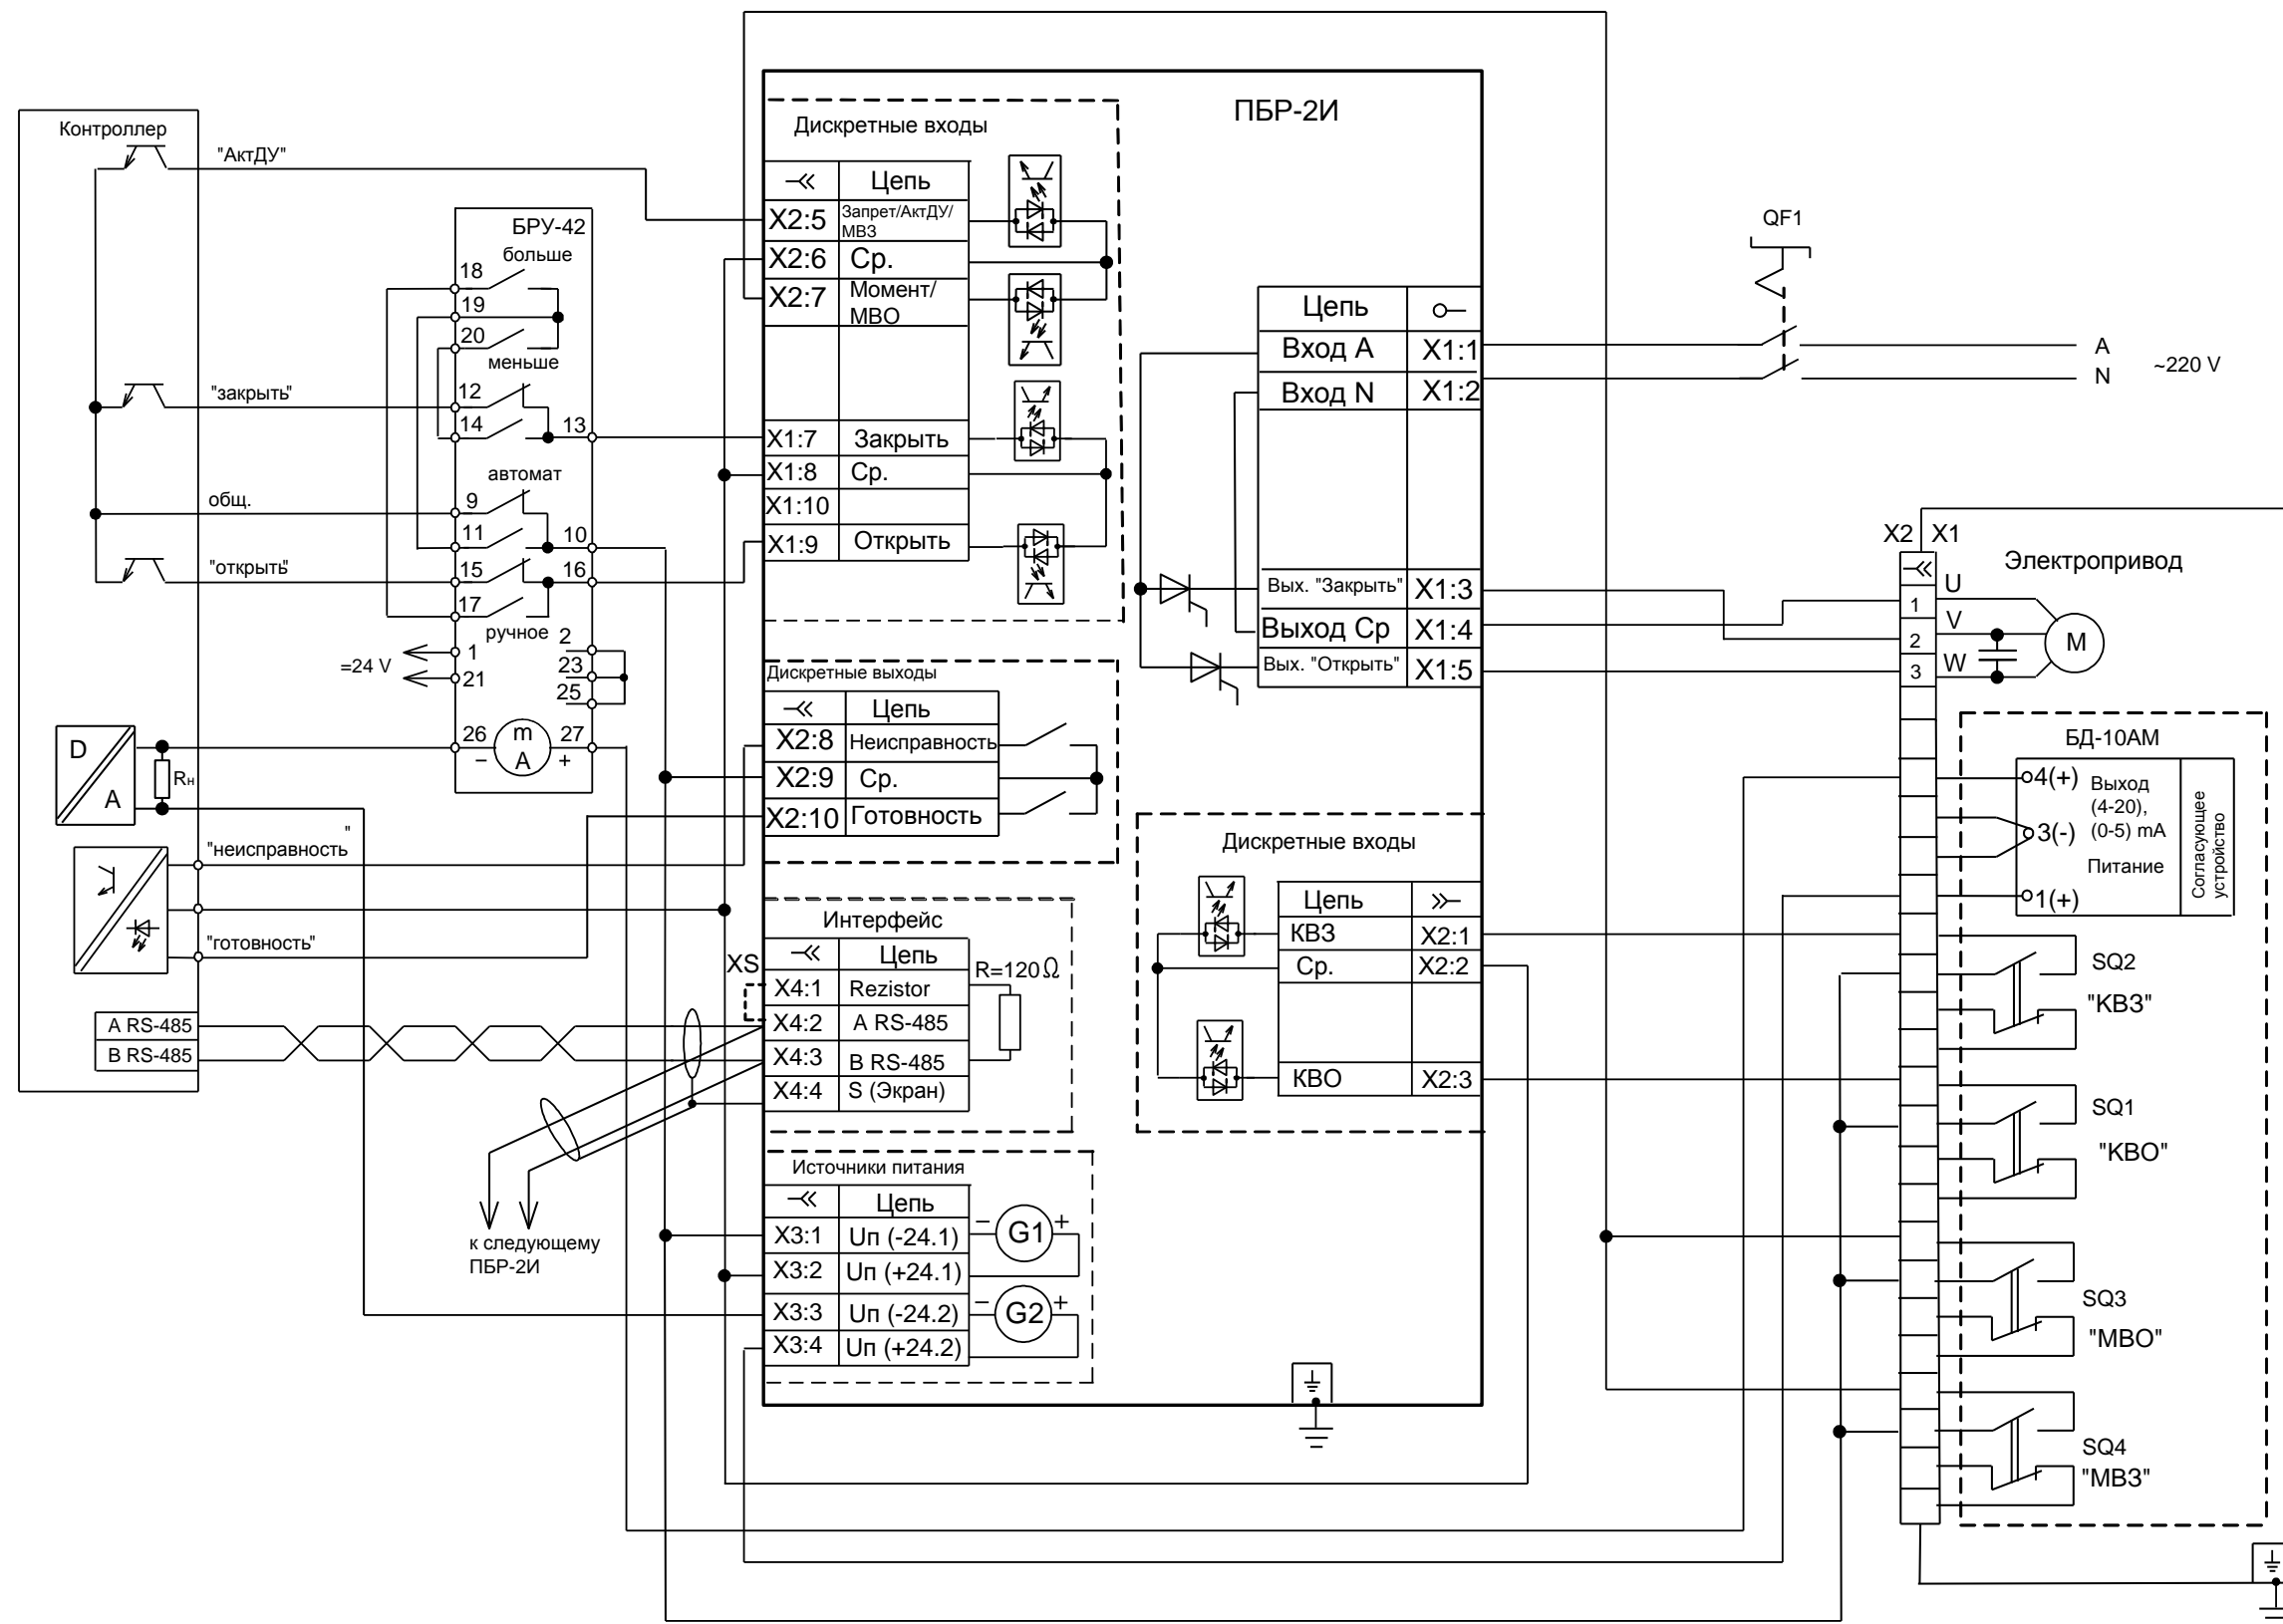 ПБР-2И
Контроллер
"АктДУ"
"закрыть"
общ.
"открыть"
БРУ-42
больше
18
19
20
меньше
12
14
13
автомат
9
11
10
15
16
17
ручное
2
1
=24 V
21
23
25
26
m
A
27
−
+
D
A
Rн
"
"неисправность
"готовность"
A RS-485
B RS-485
Дискретные входы
Цепь
X2:5
Запрет/АктДУ/
МВЗ
X2:6
Ср.
X2:7
Момент/
МВО
X1:7
Закрыть
X1:8
Ср.
X1:10
X1:9
Открыть
Дискретные выходы
Цепь
X2:8
Неисправность
X2:9
Ср.
X2:10
Готовность
Интерфейс
XS
Цепь
R=120Ω
X4:1
Rezistor
X4:2
A RS-485
X4:3
B RS-485
X4:4
S (Экран)
Источники питания
Цепь
X3:1
Uп (-24.1)
− G1 +
X3:2
Uп (+24.1)
X3:3
Uп (-24.2)
− G2 +
X3:4
Uп (+24.2)
к следующему
ПБР-2И
Цепь
Вход A
X1:1
Вход N
X1:2
Вых. "Закрыть"
X1:3
Выход Ср
X1:4
Вых. "Открыть"
X1:5
Дискретные входы
Цепь
КВЗ
X2:1
Ср.
X2:2
КВО
X2:3
QF1
A
N
~220 V
X2
X1
Электропривод
1
U
2
V
3
W
M
БД-10АМ
4(+)
Выход
(4-20),
3(-)
(0-5) mA
Питание
1(+)
Согласующее
устройство
SQ2
"КВЗ"
SQ1
"КВО"
SQ3
"МВО"
SQ4
"МВЗ"